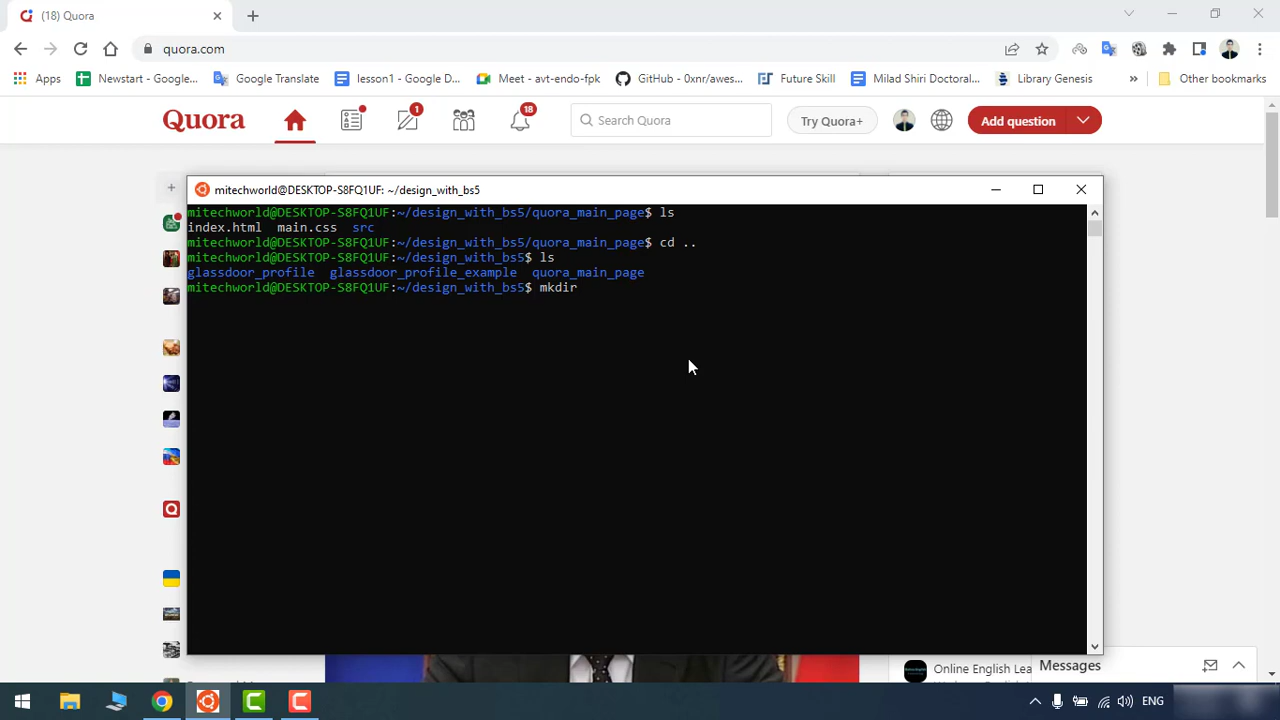 (18) Quora
quora.com
Apps
Newstart - Google...
Google Translate
lesson1 - Google D...
Meet - avt-endo-fpk
GitHub - 0xnr/awes...
Future Skill
Milad Shiri Doctoral...
Library Genesis
»
Other bookmarks
Quora
1
18
Search Quora
Try Quora+
Add question
mitechworld@DESKTOP-S8FQ1UF: ~/design_with_bs5
mitechworld@DESKTOP-S8FQ1UF:~/design_with_bs5/quora_main_page$ ls
index.html main.css src
mitechworld@DESKTOP-S8FQ1UF:~/design_with_bs5/quora_main_page$ cd ..
mitechworld@DESKTOP-S8FQ1UF:~/design_with_bs5$ ls
glassdoor_profile glassdoor_profile_example quora_main_page
mitechworld@DESKTOP-S8FQ1UF:~/design_with_bs5$ mkdir
Online English Lea
Messages
ENG